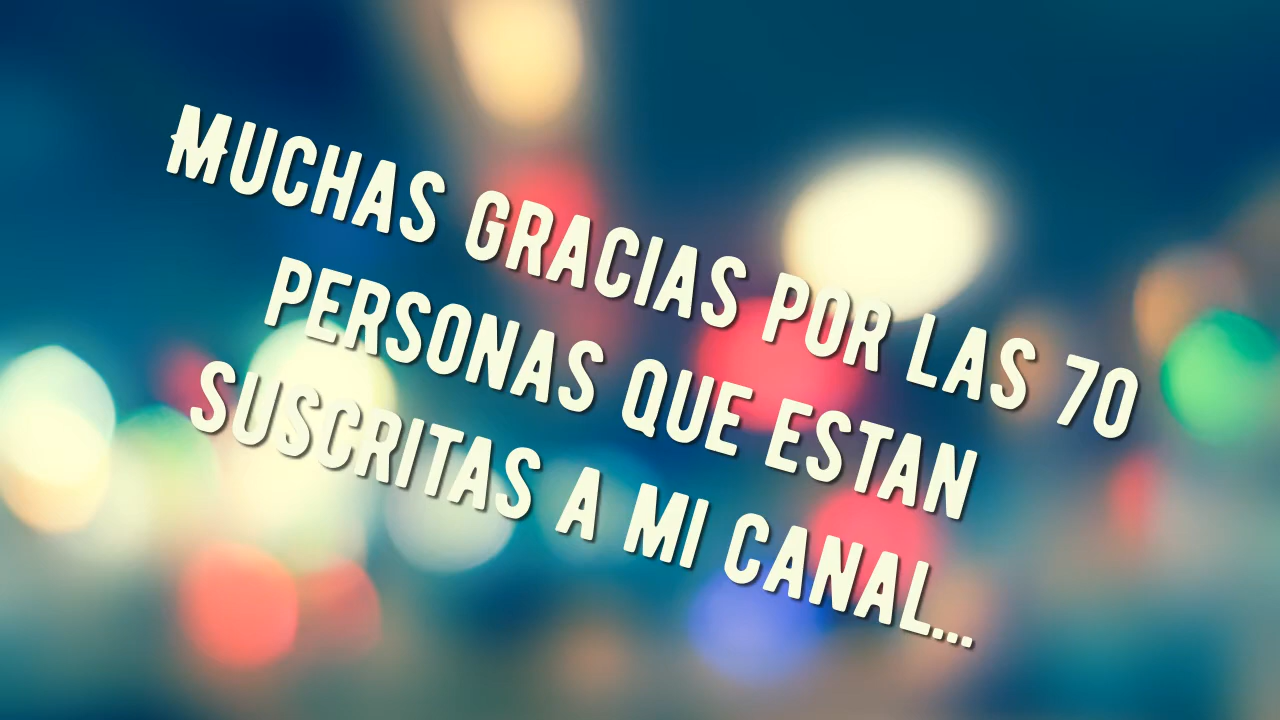 Muchas gracias por las 70
personas que estan
suscritas a mi canal...